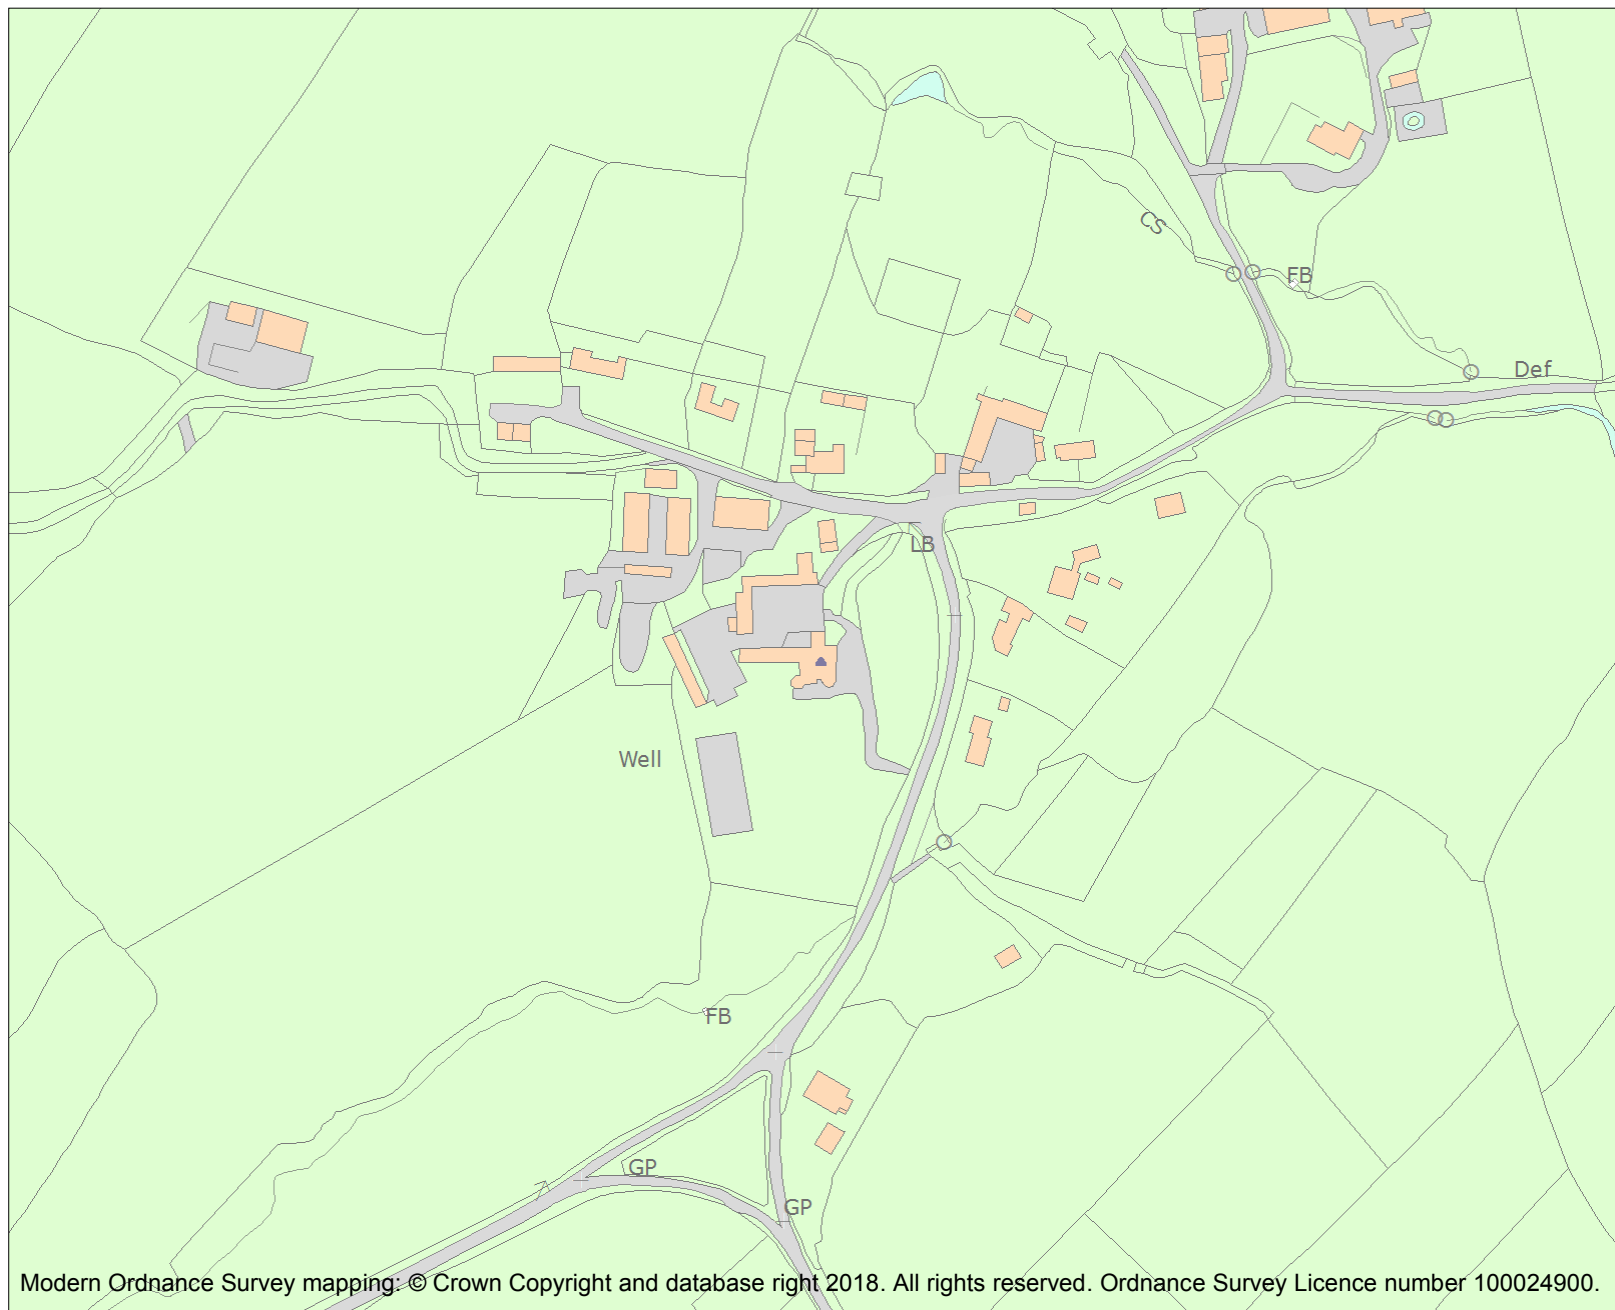 CS
FB
Def
LB
Well
FB
GP
GP
Modern Ordnance Survey mapping: © Crown Copyright and database right 2018. All rights reserved. Ordnance Survey Licence number 100024900.